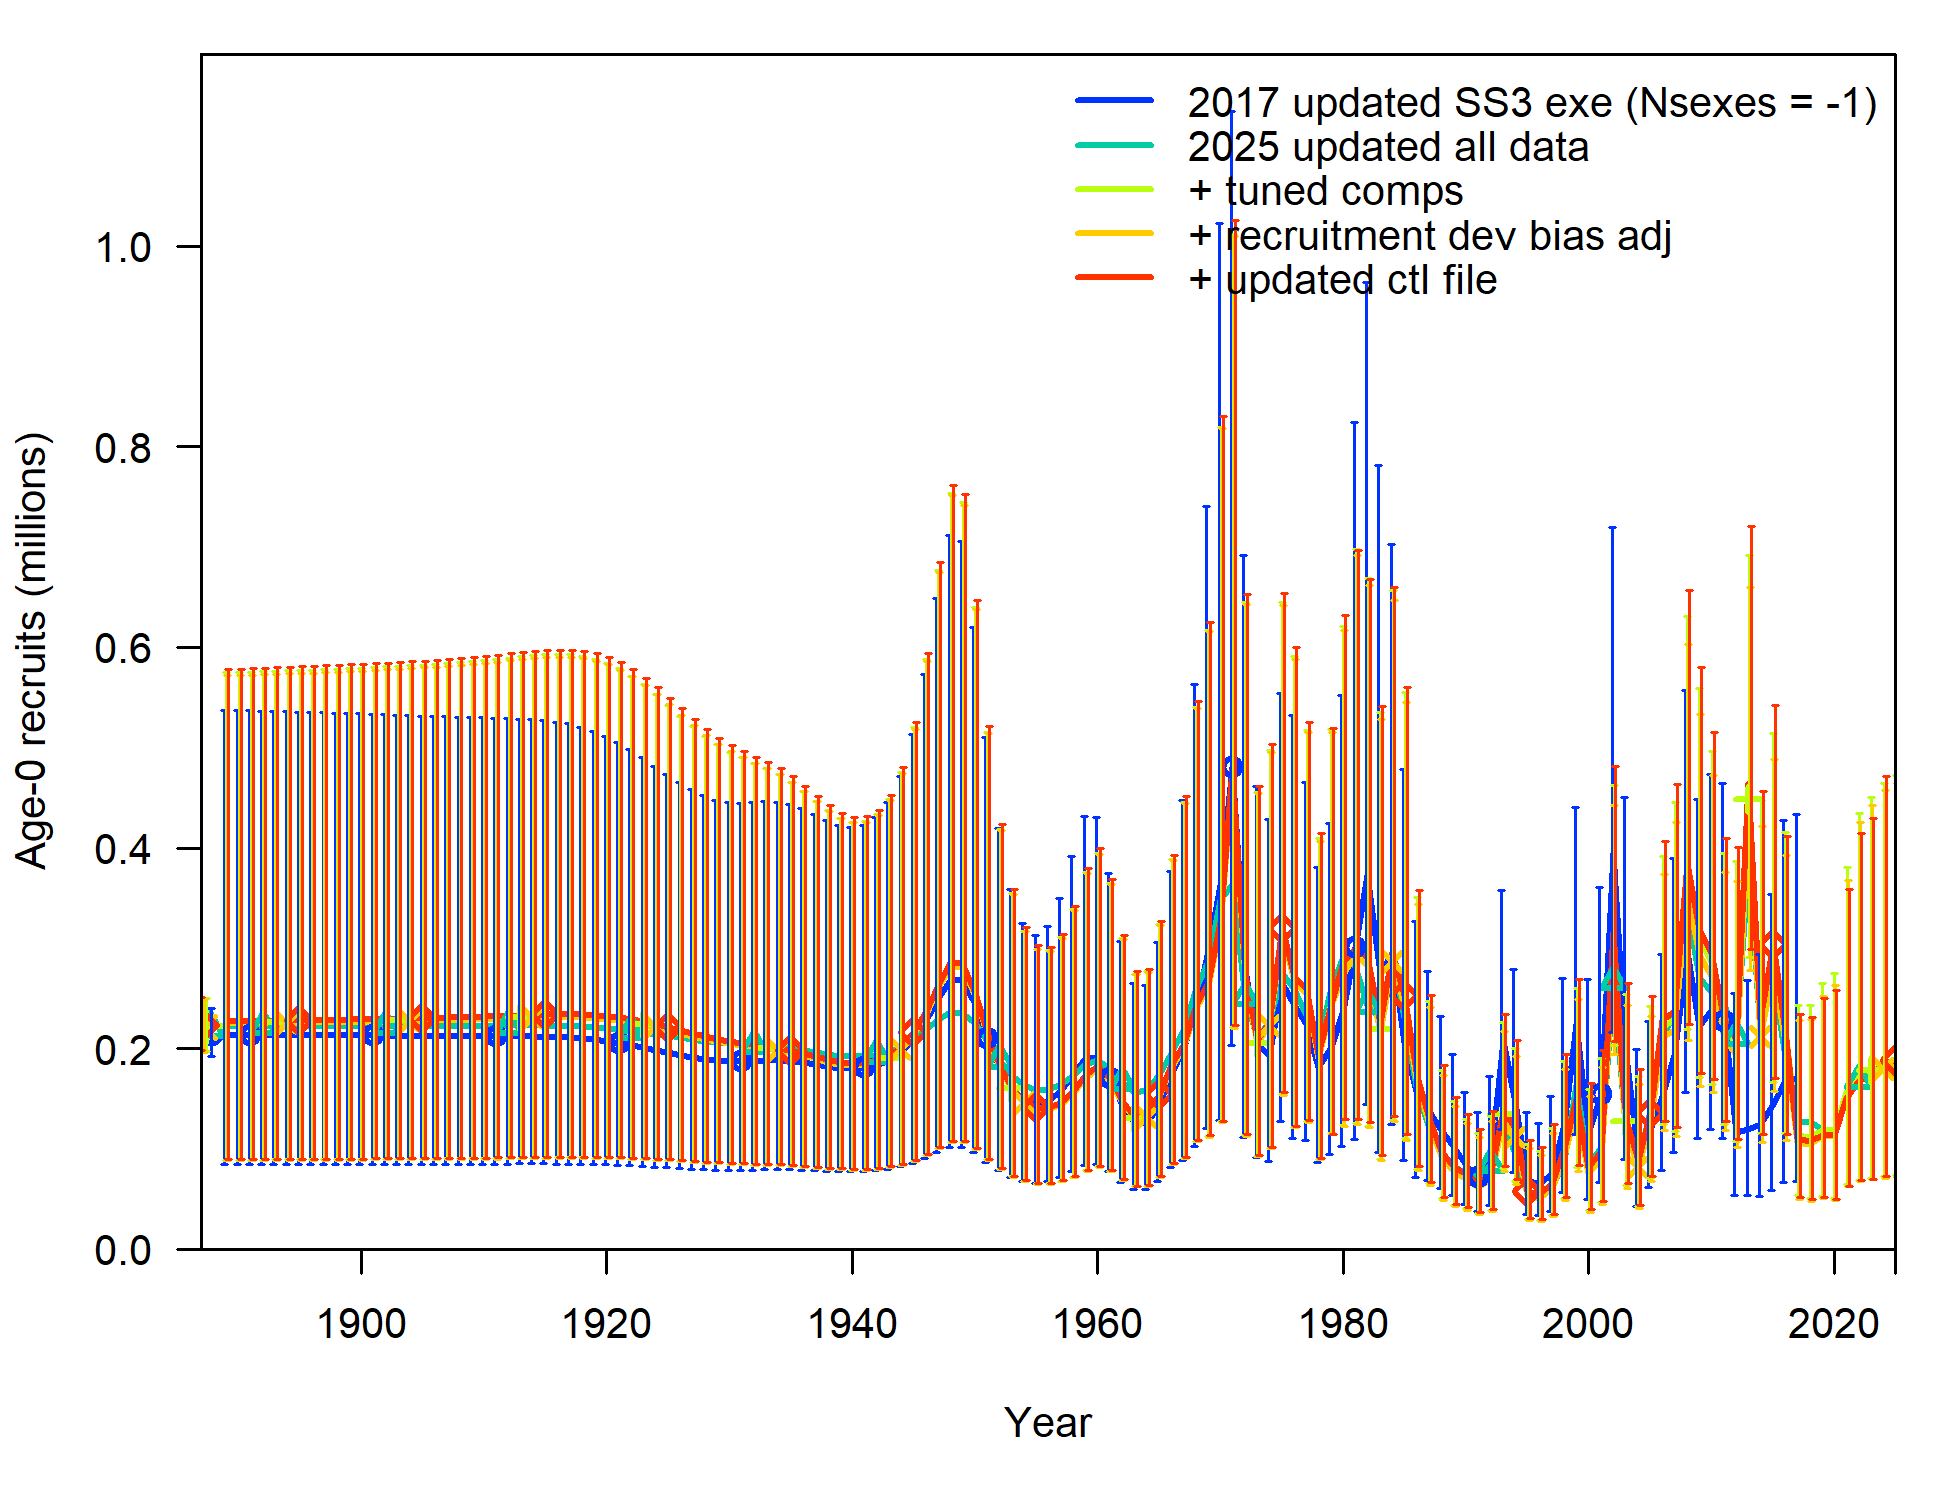 2017 updated SS3 exe (Nsexes = -1)
2025 updated all data
+ tuned comps
+ recruitment dev bias adj
+ updated ctl file
Age-0 recruits (millions)
1.0
0.8
0.6
0.4
0.2
0.0
1900 1920 1940 1960 1980 2000 2020
Year